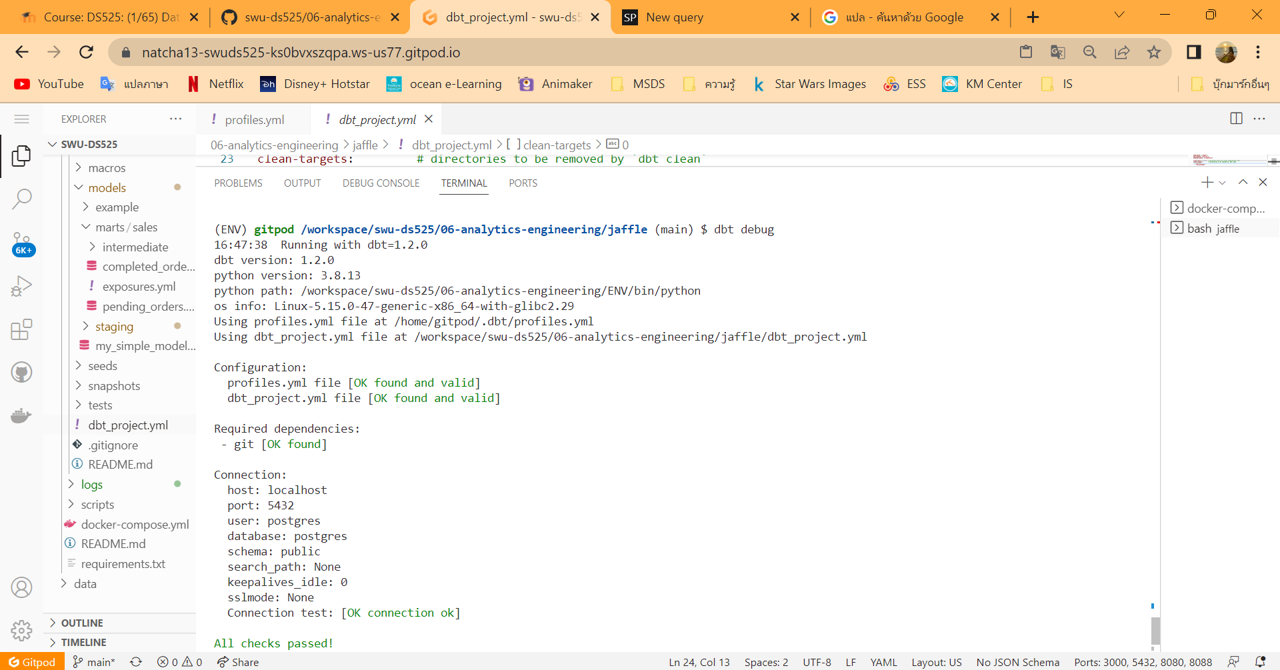 Course: DS525: (1/65) Dat
swu-ds525/06-analytics-e
dbt_project.yml - swu-ds5
SP New query
แปล - ค้นหาด้วย Google
natcha13-swuds525-ks0bvxszqpa.ws-us77.gitpod.io
YouTube
แปลภาษา
Netflix
Disney+ Hotstar
ocean e-Learning
Animaker
MSDS
ความรู้
Star Wars Images
ESS
KM Center
IS
บุ๊กมาร์กอื่นๆ
EXPLORER
profiles.yml
dbt_project.yml
SWU-DS525
06-analytics-engineering > jaffle > ! dbt_project.yml > [ ] clean-targets > abc 0
23 clean-targets: # directories to be removed by `dbt clean`
macros
models
example
marts / sales
intermediate
completed_orde...
exposures.yml
pending_orders....
staging
my_simple_model...
seeds
snapshots
tests
dbt_project.yml
.gitignore
README.md
logs
scripts
docker-compose.yml
README.md
requirements.txt
data
OUTLINE
TIMELINE
6K+
PROBLEMS OUTPUT DEBUG CONSOLE TERMINAL PORTS
docker-comp...
bash jaffle
(ENV) gitpod /workspace/swu-ds525/06-analytics-engineering/jaffle (main) $ dbt debug
16:47:38  Running with dbt=1.2.0
dbt version: 1.2.0
python version: 3.8.13
python path: /workspace/swu-ds525/06-analytics-engineering/ENV/bin/python
os info: Linux-5.15.0-47-generic-x86_64-with-glibc2.29
Using profiles.yml file at /home/gitpod/.dbt/profiles.yml
Using dbt_project.yml file at /workspace/swu-ds525/06-analytics-engineering/jaffle/dbt_project.yml
Configuration:
profiles.yml file [OK found and valid]
dbt_project.yml file [OK found and valid]
Required dependencies:
- git [OK found]
Connection:
host: localhost
port: 5432
user: postgres
database: postgres
schema: public
search_path: None
keepalives_idle: 0
sslmode: None
Connection test: [OK connection ok]
All checks passed!
Gitpod main* 0 0 Share Ln 24, Col 13 Spaces: 2 UTF-8 LF YAML Layout: US No JSON Schema Ports: 3000, 5432, 8080, 8088